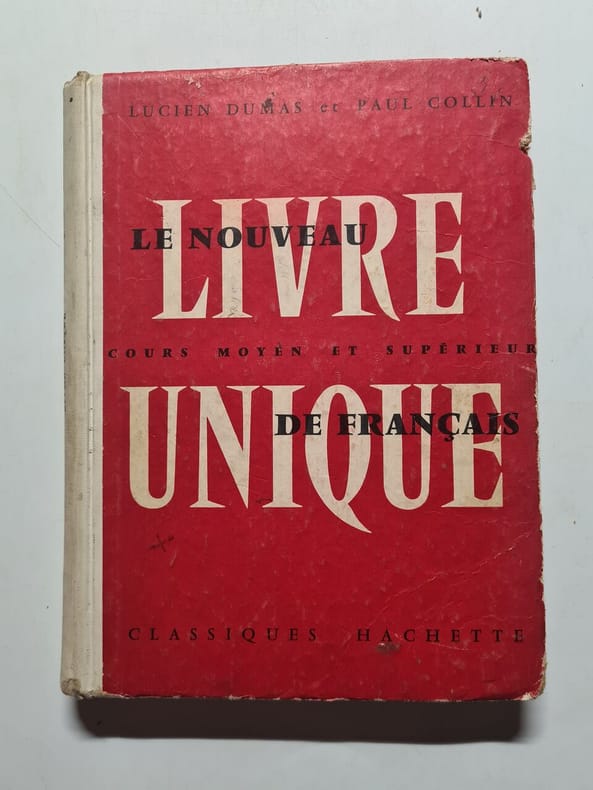 LUCIEN DUMAS et PAUL COLLIN
LE NOUVEAU
LIVRE
COURS MOYEN ET SUPÉRIEUR
UNIQUE
DE FRANÇAIS
CLASSIQUES HACHETTE